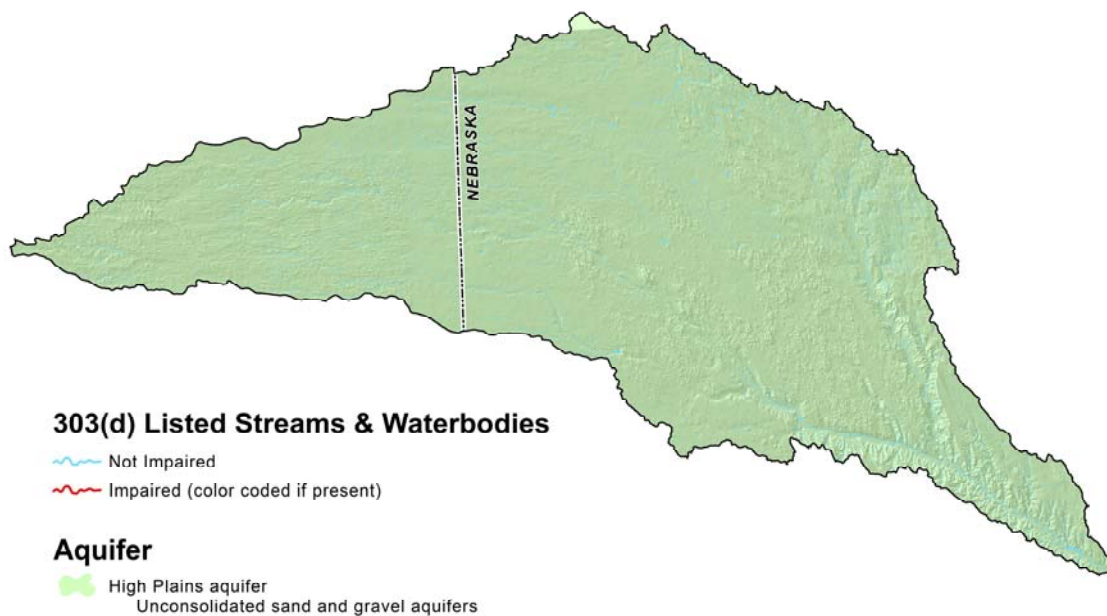 NEBRASKA
303(d) Listed Streams & Waterbodies
Not Impaired
Impaired (color coded if present)
Aquifer
High Plains aquifer
Unconsolidated sand and gravel aquifers